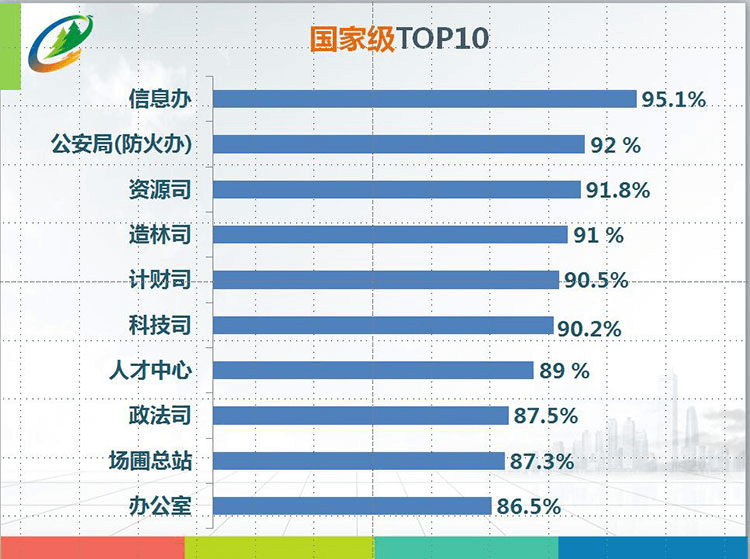 国家级TOP10
信息办 95.1%
公安局(防火办) 92 %
资源司 91.8%
造林司 91 %
计财司 90.5%
科技司 90.2%
人才中心 89 %
政法司 87.5%
场圃总站 87.3%
办公室 86.5%